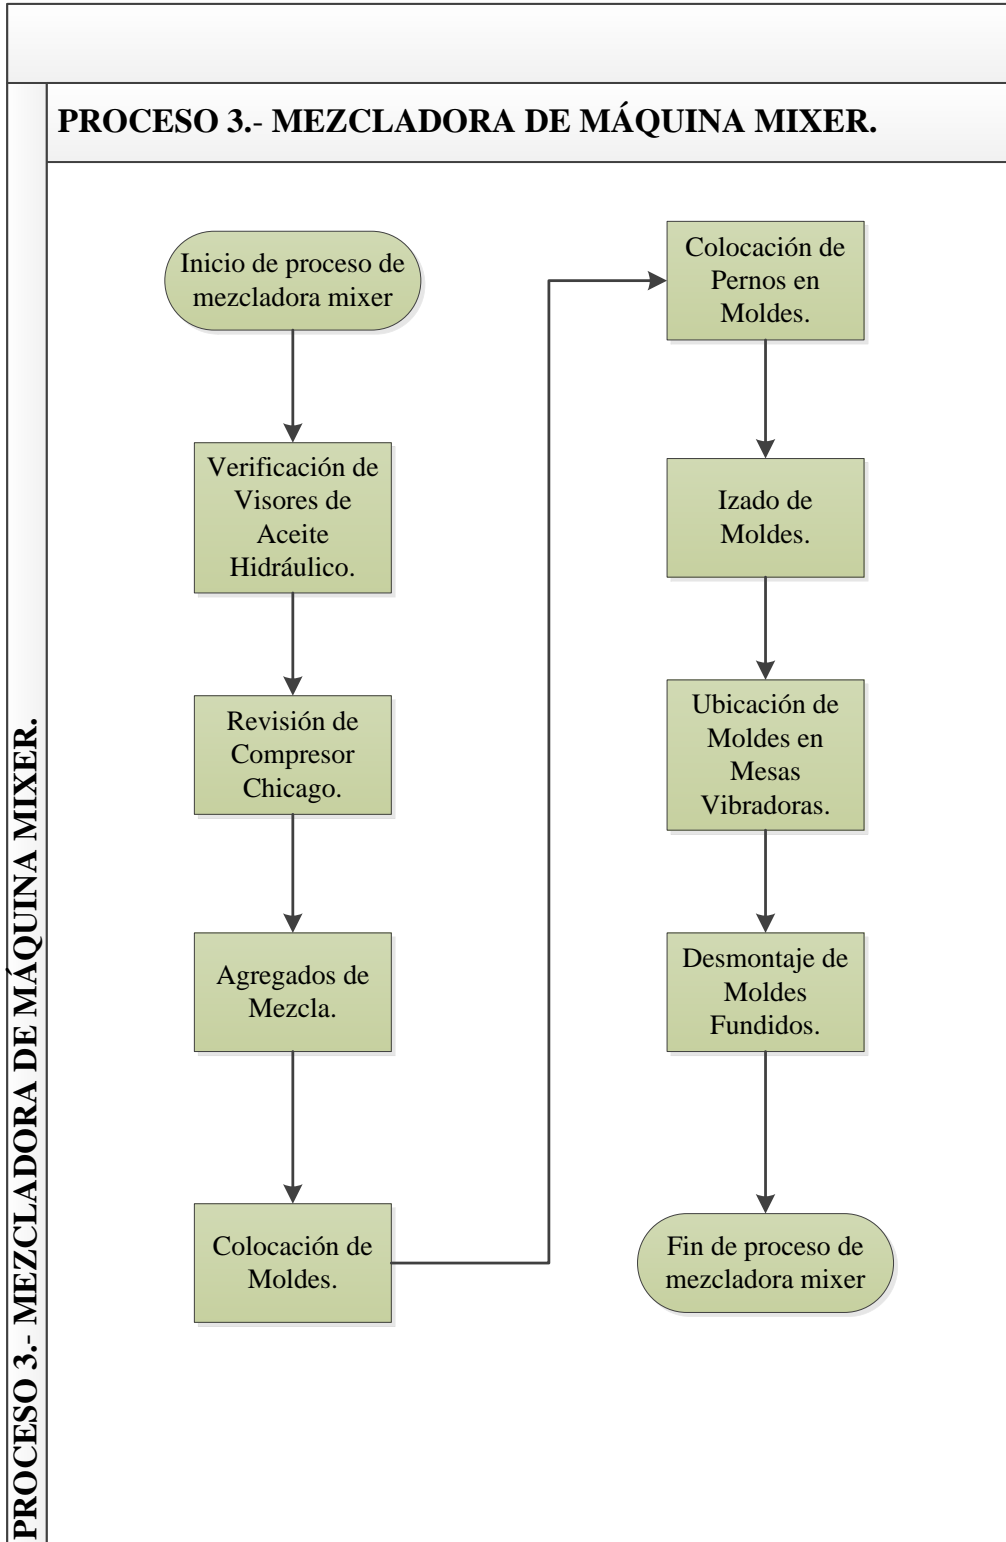 PROCESO 3.- MEZCLADORA DE MÁQUINA MIXER.
PROCESO 3.- MEZCLADORA DE MÁQUINA MIXER.
Inicio de proceso de
mezcladora mixer
Verificación de
Visores de
Aceite
Hidráulico.
Revisión de
Compresor
Chicago.
Agregados de
Mezcla.
Colocación de
Moldes.
Colocación de
Pernos en
Moldes.
Izado de
Moldes.
Ubicación de
Moldes en
Mesas
Vibradoras.
Desmontaje de
Moldes
Fundidos.
Fin de proceso de
mezcladora mixer